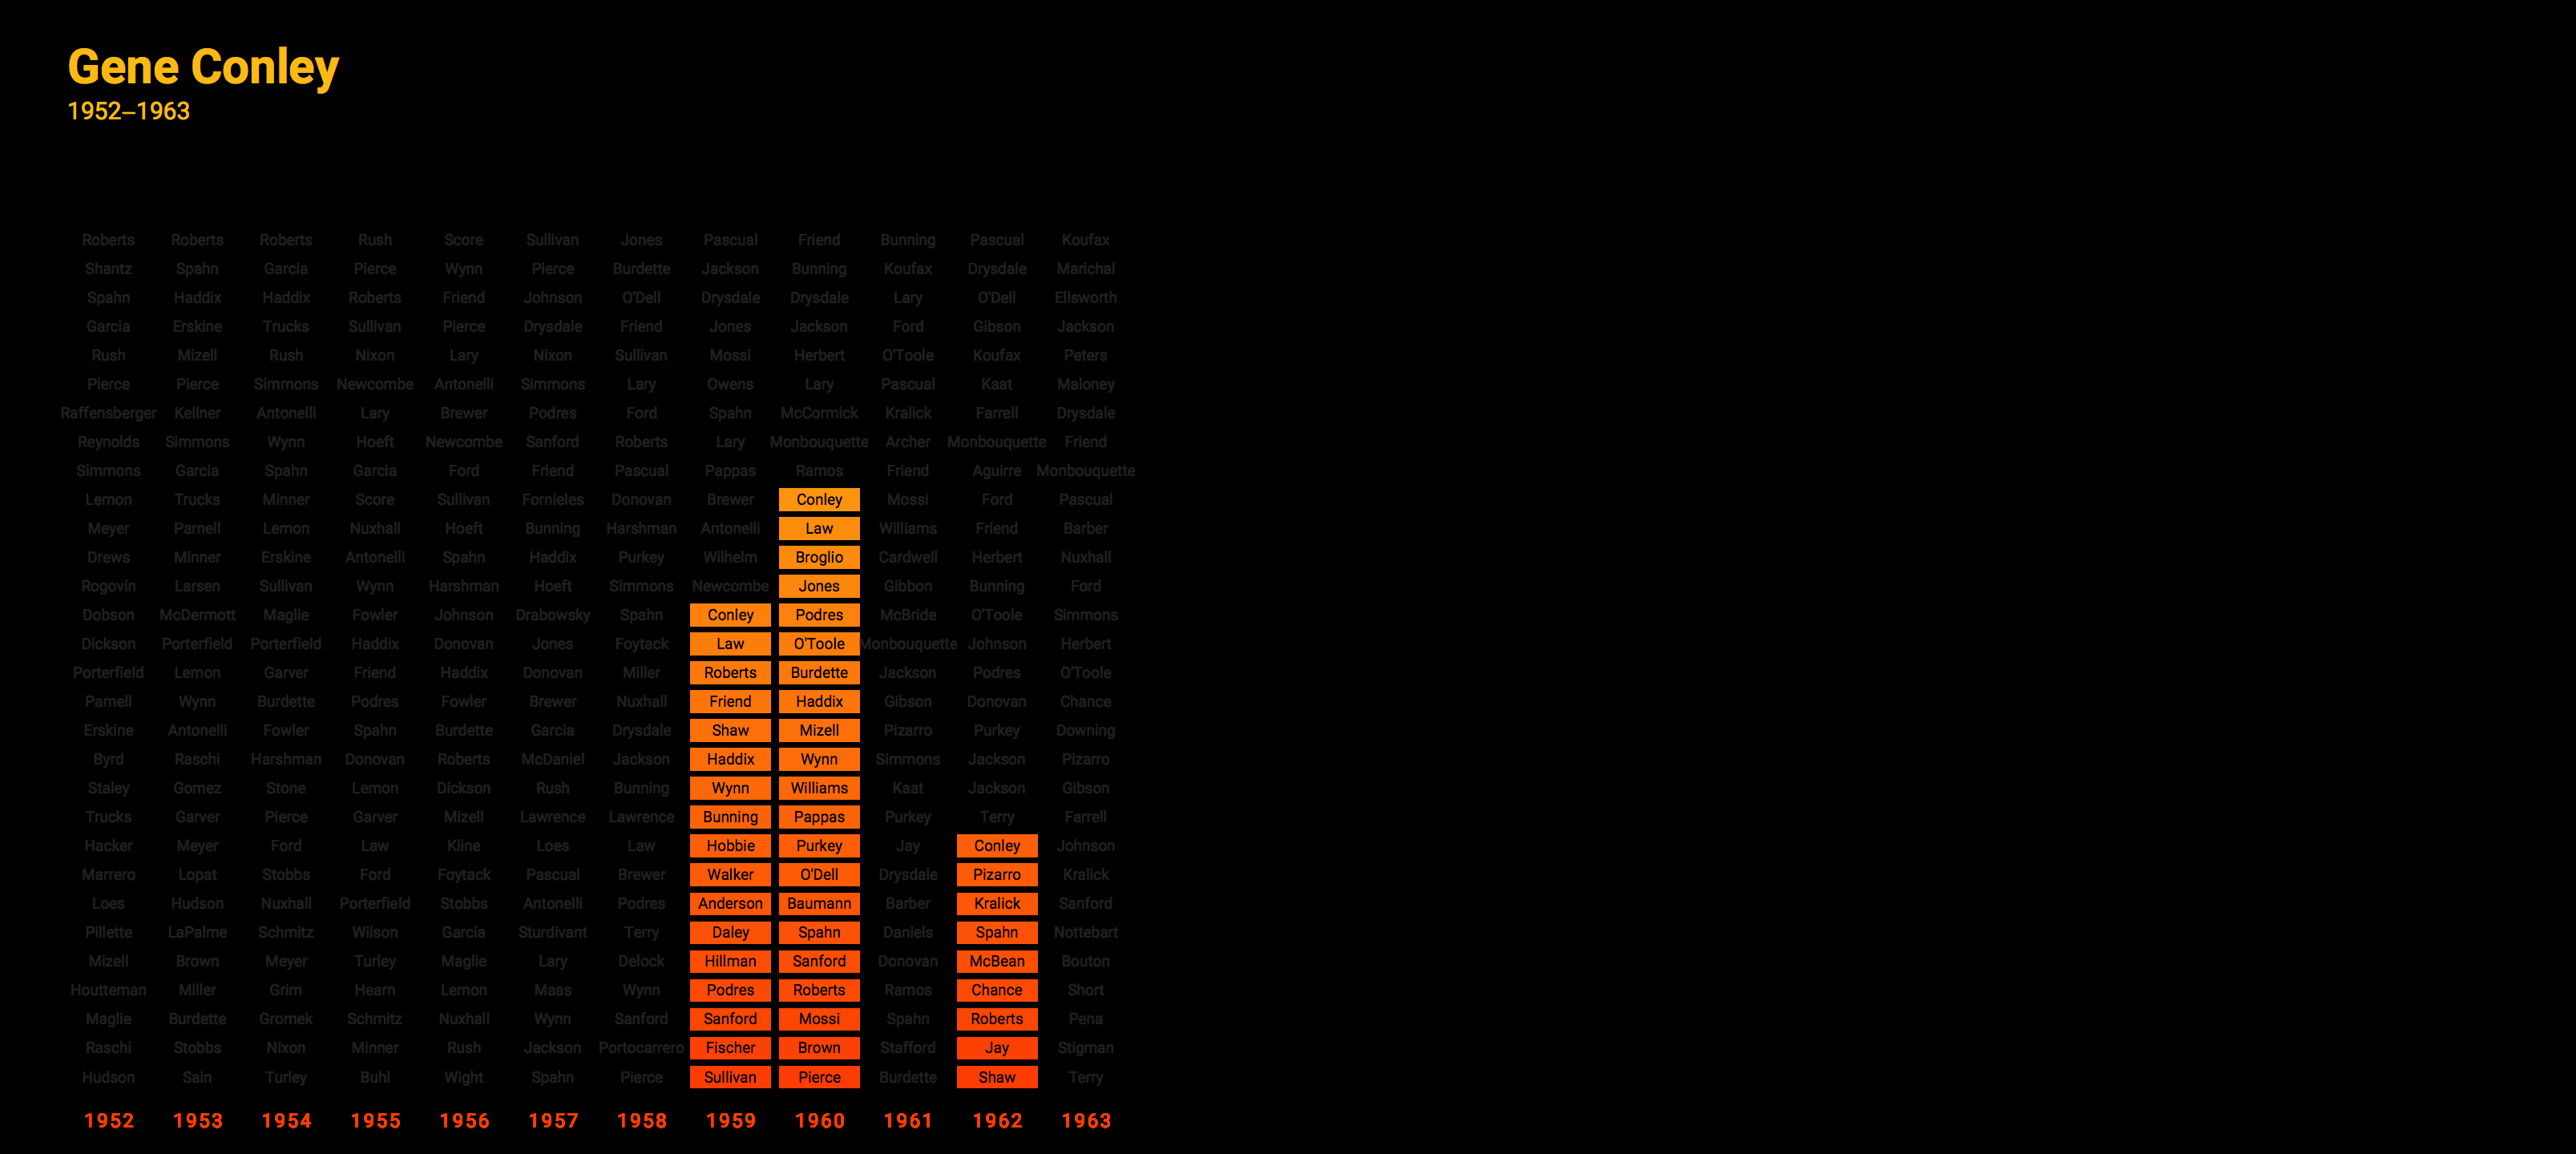 Gene Conley
1952–1963
Roberts Roberts Roberts Rush Score Sullivan Jones Pascual Friend Bunning Pascual Koufax
Shantz Spahn Garcia Pierce Wynn Pierce Burdette Jackson Bunning Koufax Drysdale Marichal
Spahn Haddix Haddix Roberts Friend Johnson O'Dell Drysdale Drysdale Lary O'Dell Ellsworth
Garcia Erskine Trucks Sullivan Pierce Drysdale Friend Jones Jackson Ford Gibson Jackson
Rush Mizell Rush Nixon Lary Nixon Sullivan Mossi Herbert O'Toole Koufax Peters
Pierce Pierce Simmons Newcombe Antonelli Simmons Lary Owens Lary Pascual Kaat Maloney
Raffensberger Kellner Antonelli Lary Brewer Podres Ford Spahn McCormick Kralick Farrell Drysdale
Reynolds Simmons Wynn Hoeft Newcombe Sanford Roberts Lary Monbouquette Archer Monbouquette Friend
Simmons Garcia Spahn Garcia Ford Friend Pascual Pappas Ramos Friend Aguirre Monbouquette
Lemon Trucks Minner Score Sullivan Fornieles Donovan Brewer Conley Mossi Ford Pascual
Meyer Parnell Lemon Nuxhall Hoeft Bunning Harshman Antonelli Law Williams Friend Barber
Drews Minner Erskine Antonelli Spahn Haddix Purkey Wilhelm Broglio Cardwell Herbert Nuxhall
Rogovin Larsen Sullivan Wynn Harshman Hoeft Simmons Newcombe Jones Gibbon Bunning Ford
Dobson McDermott Maglie Fowler Johnson Drabowsky Spahn Conley Podres McBride O'Toole Simmons
Dickson Porterfield Porterfield Haddix Donovan Jones Foytack Law O'Toole Monbouquette Johnson Herbert
Porterfield Lemon Garver Friend Haddix Donovan Miller Roberts Burdette Jackson Podres O'Toole
Parnell Wynn Burdette Podres Fowler Brewer Nuxhall Friend Haddix Gibson Donovan Chance
Erskine Antonelli Fowler Spahn Burdette Garcia Drysdale Shaw Mizell Pizarro Purkey Downing
Byrd Raschi Harshman Donovan Roberts McDaniel Jackson Haddix Wynn Simmons Jackson Pizarro
Staley Gomez Stone Lemon Dickson Rush Bunning Wynn Williams Kaat Jackson Gibson
Trucks Garver Pierce Garver Mizell Lawrence Lawrence Bunning Pappas Purkey Terry Farrell
Hacker Meyer Ford Law Kline Loes Law Hobbie Purkey Jay Conley Johnson
Marrero Lopat Stobbs Ford Foytack Pascual Brewer Walker O'Dell Drysdale Pizarro Kralick
Loes Hudson Nuxhall Porterfield Stobbs Antonelli Podres Anderson Baumann Barber Kralick Sanford
Pillette LaPalme Schmitz Wilson Garcia Sturdivant Terry Daley Spahn Daniels Spahn Nottebart
Mizell Brown Meyer Turley Maglie Lary Delock Hillman Sanford Donovan McBean Bouton
Houtteman Miller Grim Hearn Lemon Maas Wynn Podres Roberts Ramos Chance Short
Maglie Burdette Gromek Schmitz Nuxhall Wynn Sanford Sanford Mossi Spahn Roberts Pena
Raschi Stobbs Nixon Minner Rush Jackson Portocarrero Fischer Brown Stafford Jay Stigman
Hudson Sain Turley Buhl Wight Spahn Pierce Sullivan Pierce Burdette Shaw Terry
1952 1953 1954 1955 1956 1957 1958 1959 1960 1961 1962 1963